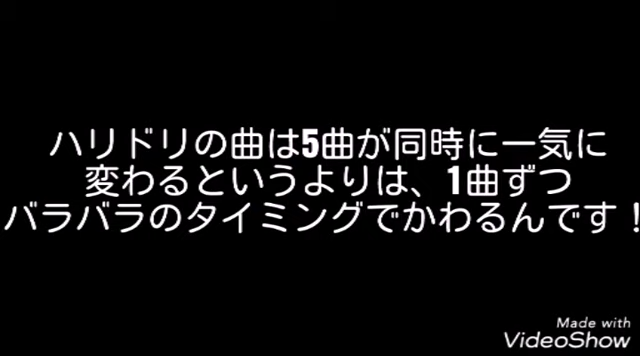 ハリドリの曲は5曲が同時に一気に
変わるというよりは、1曲ずつ
バラバラのタイミングでかわるんです！
Made with
VideoShow